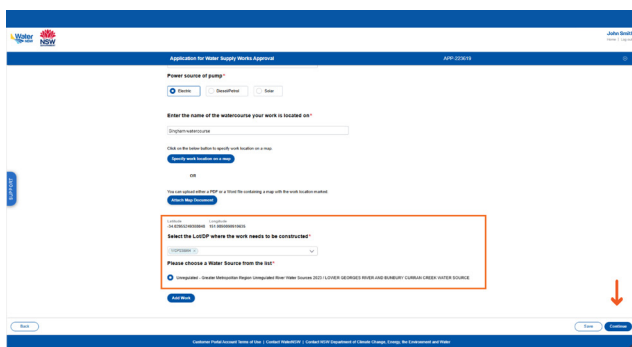 Water
NSW
NSW
John Smith
Home | Log out
Application for Water Supply Works Approval
APP-223619
Power source of pump*
Electric
Diesel/Petrol
Solar
Enter the name of the watercourse your work is located on*
watercourse
Click on the below button to specify work location on a map.
Specify work location on a map
OR
You can upload either a PDF or a Word file containing a map with the work location marked.
Attach Map Document
SUPPORT
Latitude
Longitude
Select the Lot/DP where the work needs to be constructed*
Please choose a Water Source from the list*
Unregulated - Greater Metropolitan Region Unregulated River Water Sources 2023 / LOWER GEORGES RIVER AND BUNBURY CURRAN CREEK WATER SOURCE
Add Work
Back
Save
Continue
Customer Portal Account Terms of Use | Contact WaterNSW | Contact NSW Department of Climate Change, Energy, the Environment and Water